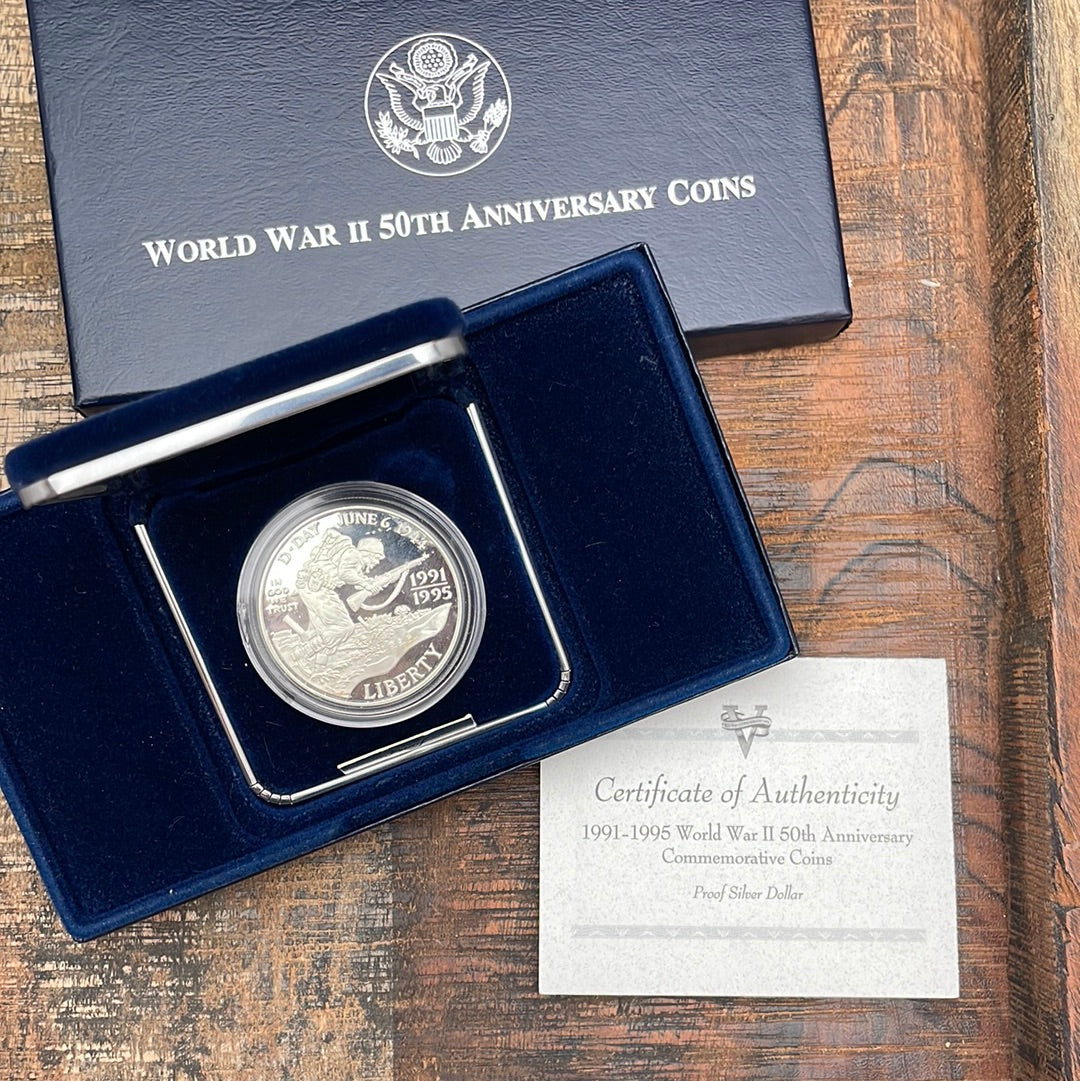 WORLD WAR II 50TH ANNIVERSARY COINS
D-DAY JUNE 6, 1944
IN
GOD
WE
TRUST
1991
1995
LIBERTY
V
Certificate of Authenticity
1991-1995 World War II 50th Anniversary
Commemorative Coins
Proof Silver Dollar